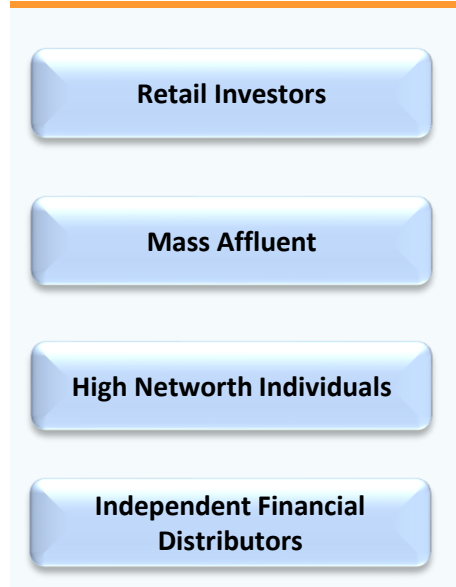 Retail Investors
Mass Affluent
High Networth Individuals
Independent Financial
Distributors